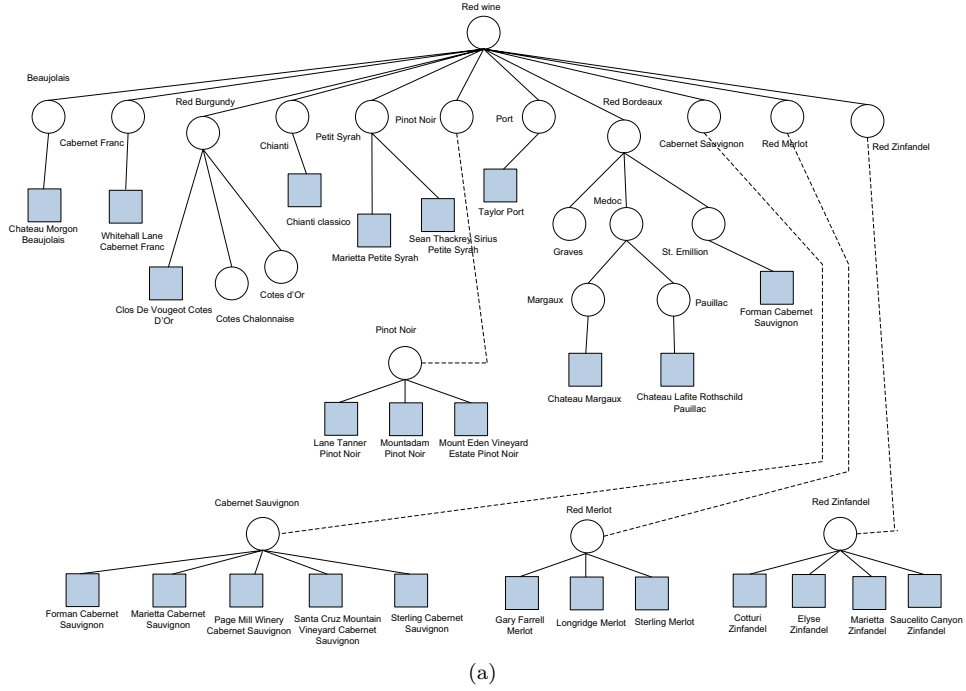 Red wine
Beaujolais
Cabernet Franc
Red Burgundy
Chianti
Petit Syrah
Pinot Noir
Port
Red Bordeaux
Cabernet Sauvignon
Red Merlot
Red Zinfandel
Chateau Morgon
Beaujolais
Whitehall Lane
Cabernet Franc
Chianti classico
Marietta Petite Syrah
Sean Thackrey Sirius
Petite Syrah
Taylor Port
Graves
Medoc
St. Emillion
Clos De Vougeot Cotes
D'Or
Cotes Chalonnaise
Cotes d'Or
Margaux
Pauillac
Forman Cabernet
Sauvignon
Chateau Margaux
Chateau Lafite Rothschild
Pauillac
Pinot Noir
Lane Tanner
Pinot Noir
Mountadam
Pinot Noir
Mount Eden Vineyard
Estate Pinot Noir
Cabernet Sauvignon
Red Merlot
Red Zinfandel
Forman Cabernet
Sauvignon
Marietta Cabernet
Sauvignon
Page Mill Winery
Cabernet Sauvignon
Santa Cruz Mountain
Vineyard Cabernet
Sauvignon
Sterling Cabernet
Sauvignon
Gary Farrell
Merlot
Longridge Merlot
Sterling Merlot
Cotturi
Zinfandel
Elyse
Zinfandel
Marietta
Zinfandel
Saucelito Canyon
Zinfandel
(a)